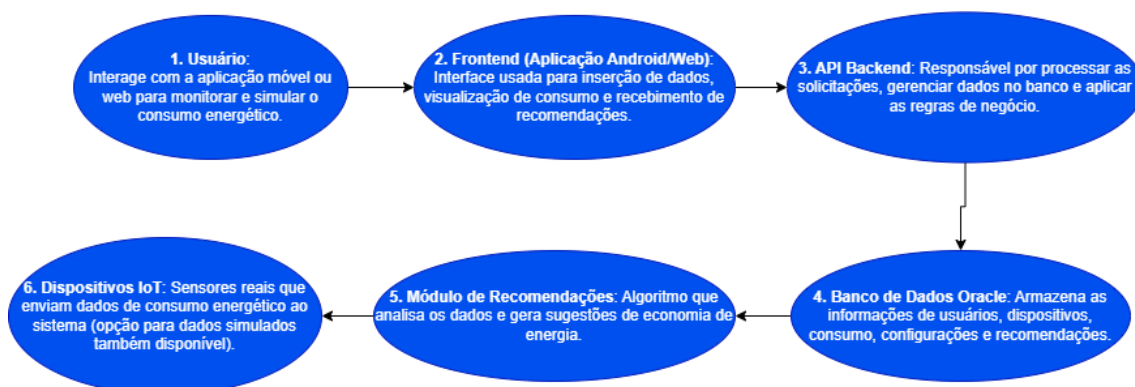 1. Usuário:
Interage com a aplicação móvel ou
web para monitorar e simular o
consumo energético.
2. Frontend (Aplicação Android/Web):
Interface usada para inserção de dados,
visualização de consumo e recebimento de
recomendações.
3. API Backend: Responsável por processar as
solicitações, gerenciar dados no banco e aplicar
as regras de negócio.
4. Banco de Dados Oracle: Armazena as
informações de usuários, dispositivos,
consumo, configurações e recomendações.
5. Módulo de Recomendações: Algoritmo que
analisa os dados e gera sugestões de economia de
energia.
6. Dispositivos IoT: Sensores reais que
enviam dados de consumo energético ao
sistema (opção para dados simulados
também disponível).